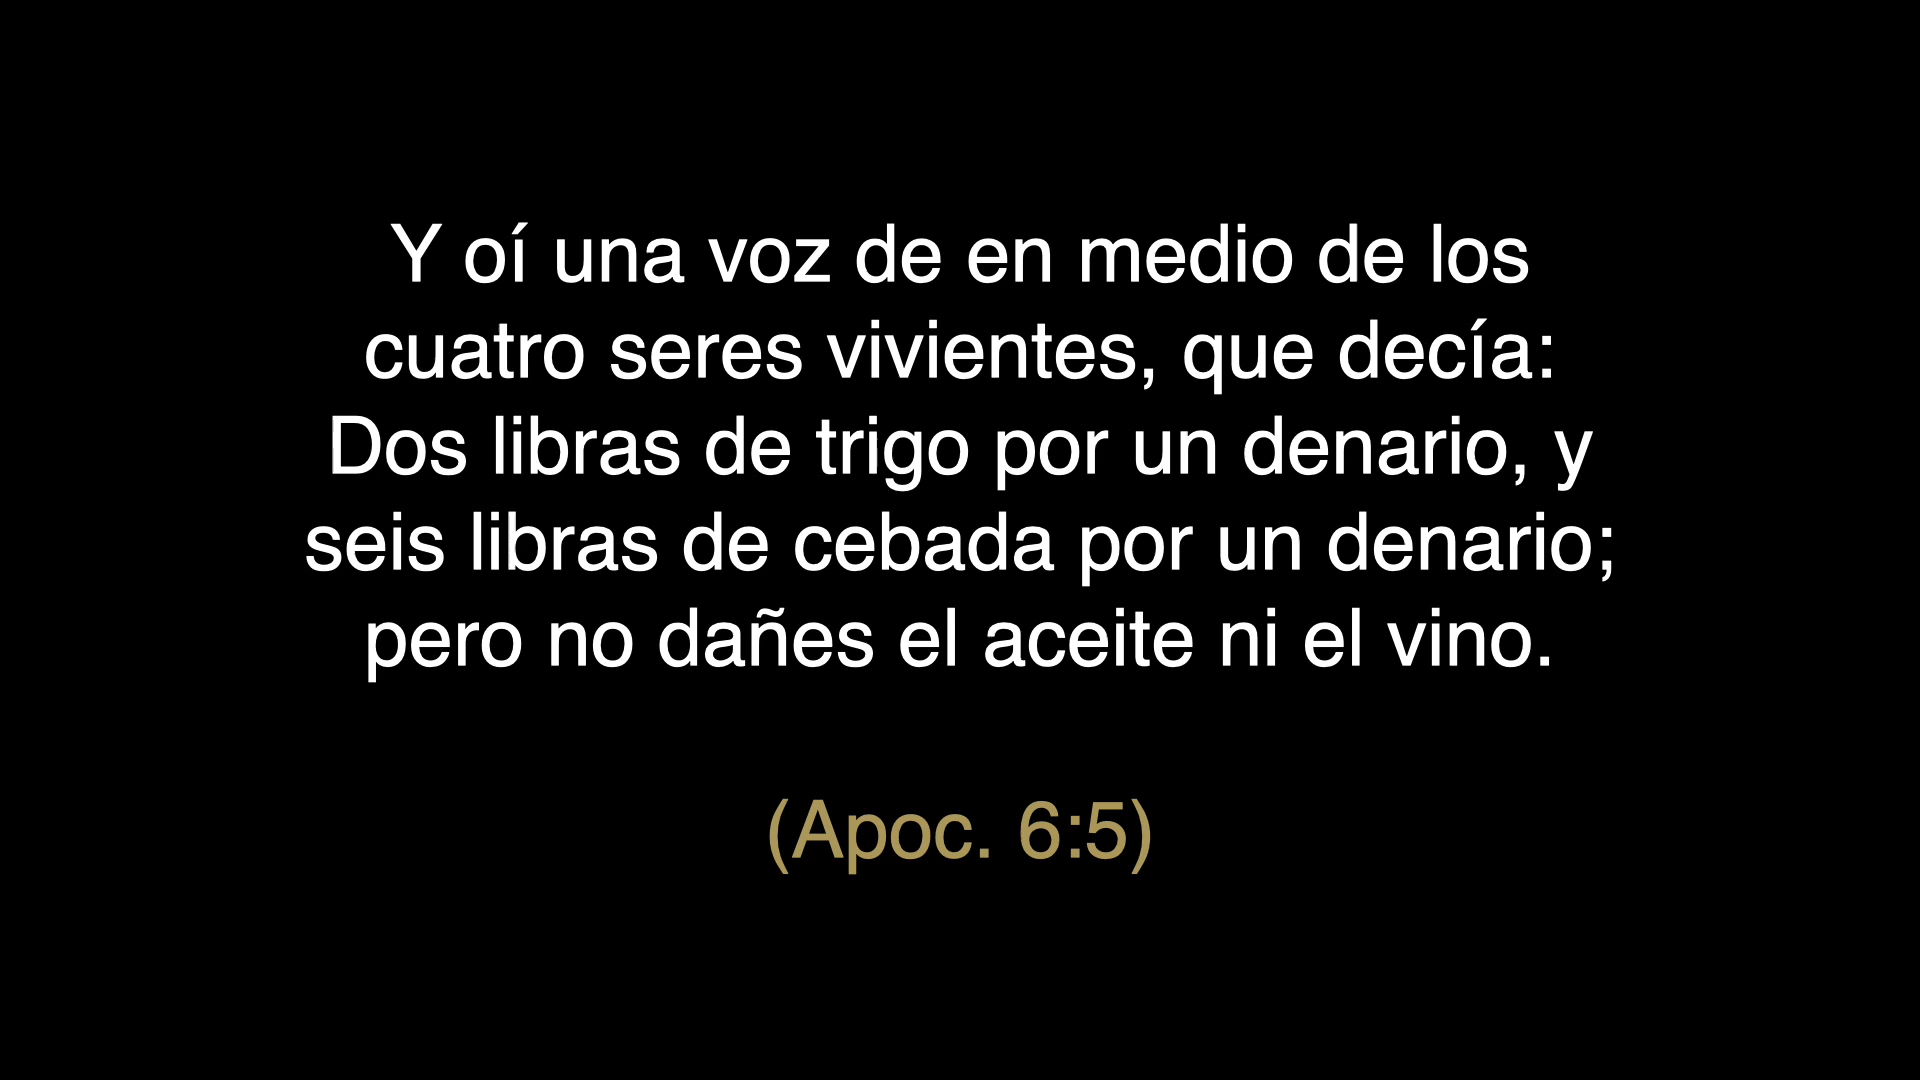 Y oí una voz de en medio de los
cuatro seres vivientes, que decía:
Dos libras de trigo por un denario, y
seis libras de cebada por un denario;
pero no dañes el aceite ni el vino.
(Apoc. 6:5)